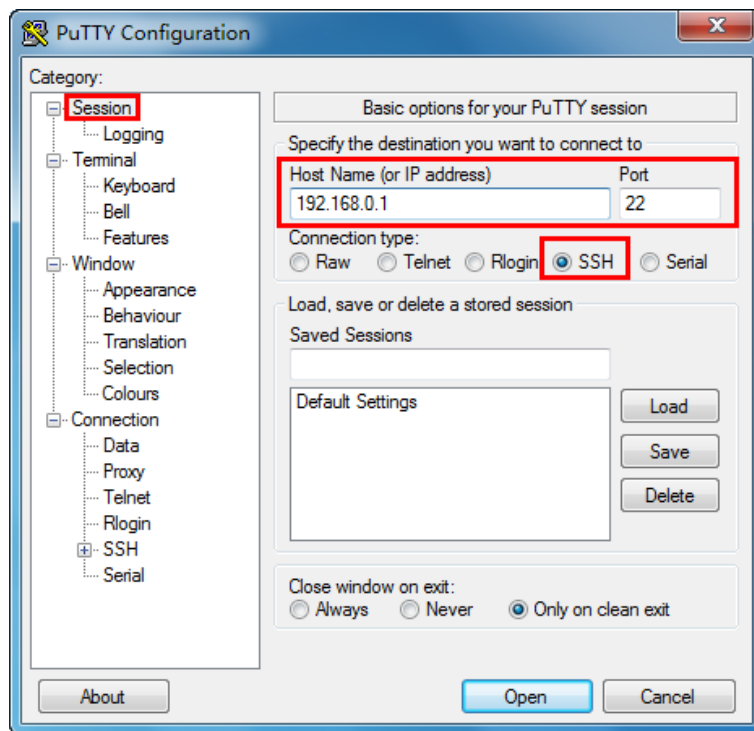 PuTTY Configuration
Category:
Session
Logging
Terminal
Keyboard
Bell
Features
Window
Appearance
Behaviour
Translation
Selection
Colours
Connection
Data
Proxy
Telnet
Rlogin
SSH
Serial
Basic options for your PuTTY session
Specify the destination you want to connect to
Host Name (or IP address) Port
192.168.0.1 22
Connection type:
Raw Telnet Rlogin SSH Serial
Load, save or delete a stored session
Saved Sessions
Default Settings
Load
Save
Delete
Close window on exit:
Always Never Only on clean exit
About Open Cancel